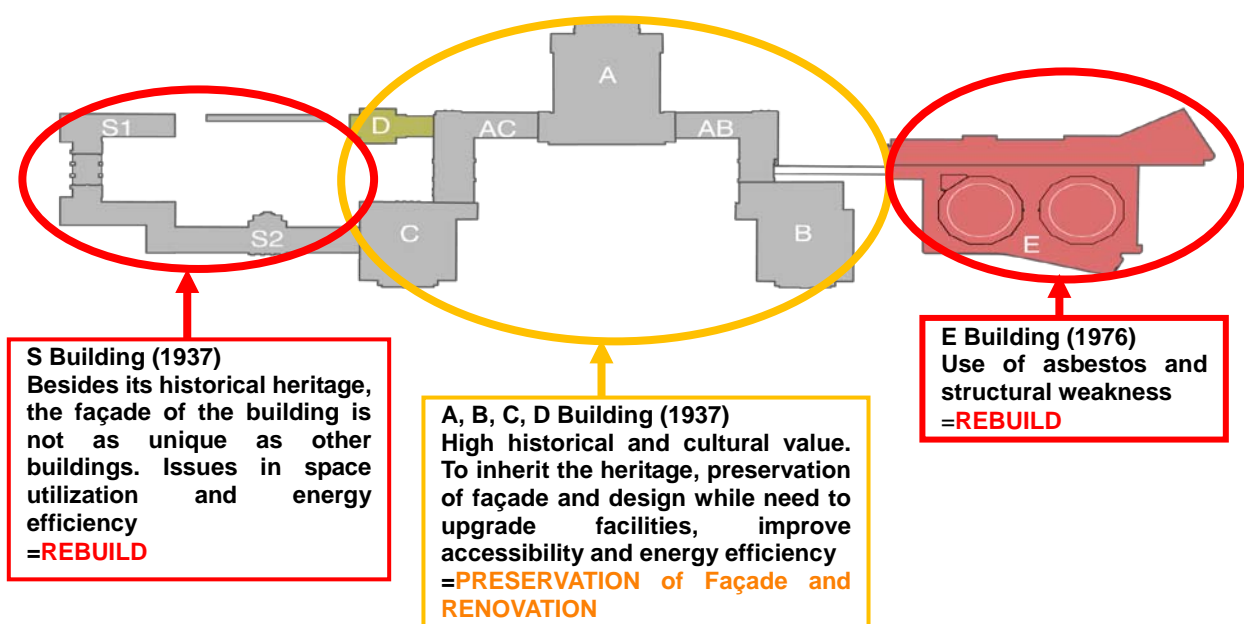 A
S1
D
AC
AB
S2
C
B
E
S Building (1937)
Besides its historical heritage,
the façade of the building is
not as unique as other
buildings. Issues in space
utilization and energy
efficiency
=REBUILD
A, B, C, D Building (1937)
High historical and cultural value.
To inherit the heritage, preservation
of façade and design while need to
upgrade facilities, improve
accessibility and energy efficiency
=PRESERVATION of Façade and
RENOVATION
E Building (1976)
Use of asbestos and
structural weakness
=REBUILD